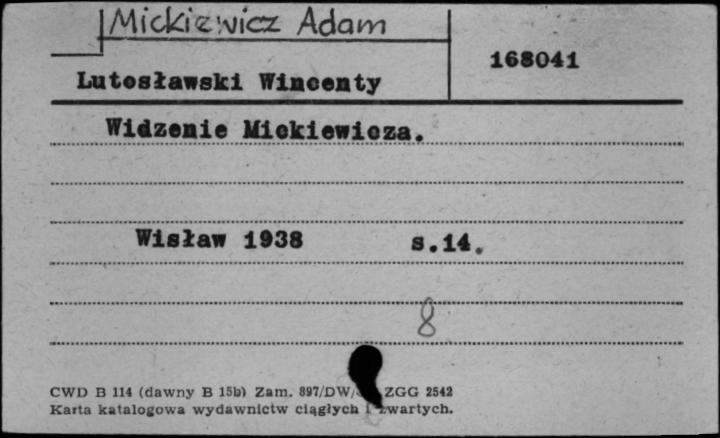 Mickiewicz Adam
168041
Lutosławski Wincenty
Widzenie Mickiewicza.
Wisław 1938 s.14.
8
CWD B 114 (dawny B 15b) Zam. 897/DW/ ZGG 2542
Karta katalogowa wydawnictw ciągłych i zwartych.